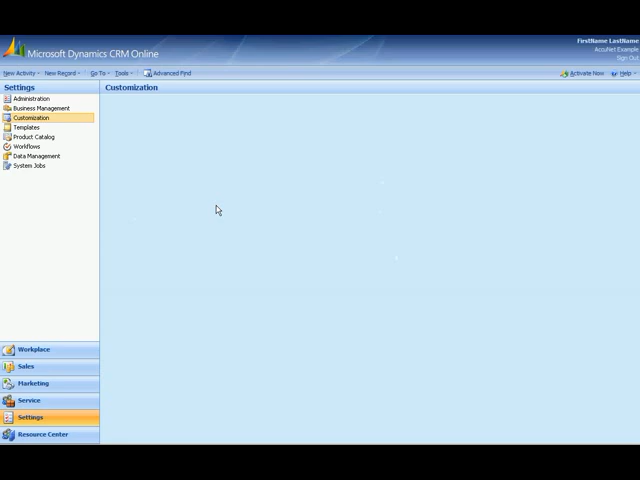 FirstName LastName
Microsoft Dynamics CRM Online
AccuNet Example
Sign Out
New Activity
New Record
Go To
Tools
Advanced Find
Activate Now
Help
Settings
Customization
Administration
Business Management
Customization
Templates
Product Catalog
Workflows
Data Management
System Jobs
Workplace
Sales
Marketing
Service
Settings
Resource Center